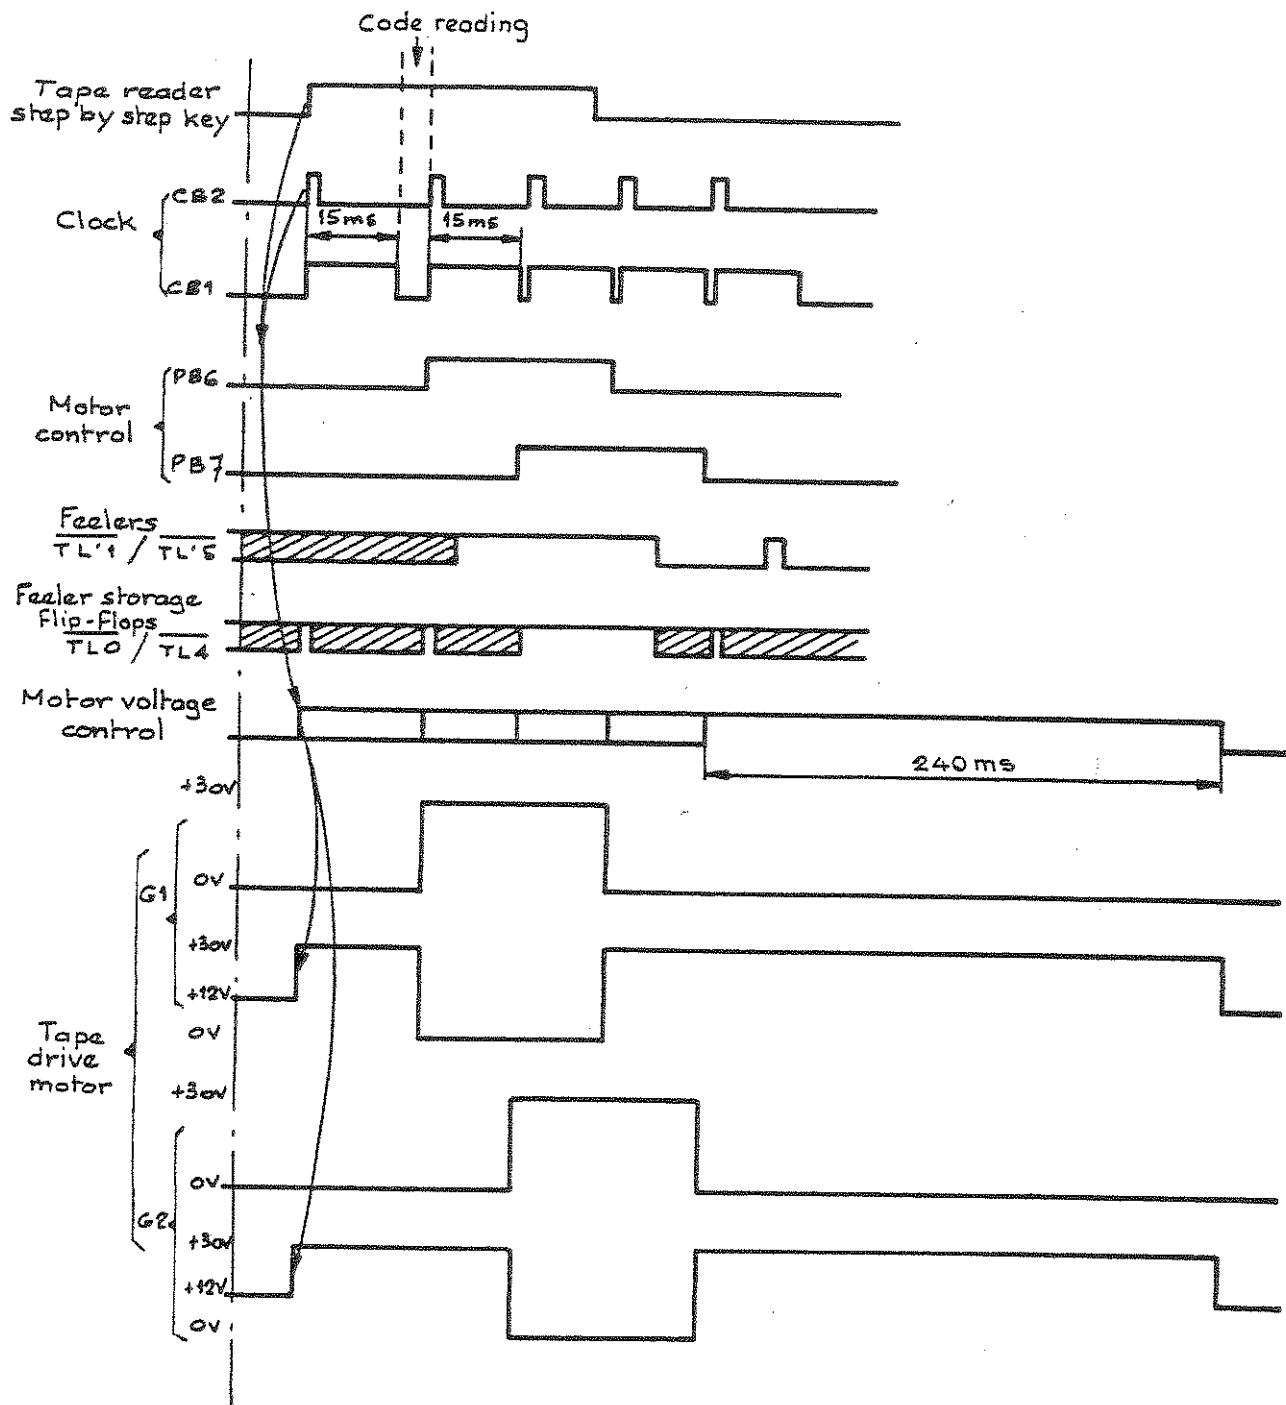 Code reading
Tape reader
step by step key
Clock
CB2
15ms
15ms
CB1
Motor
control
PB6
PB7
Feelers
TL'1 / TL'5
Feeler storage
Flip-Flops
TL0 / TL4
Motor voltage
control
240ms
Tape
drive
motor
G1
+30V
0V
+30V
+12V
0V
G2
+30V
0V
+30V
+12V
0V